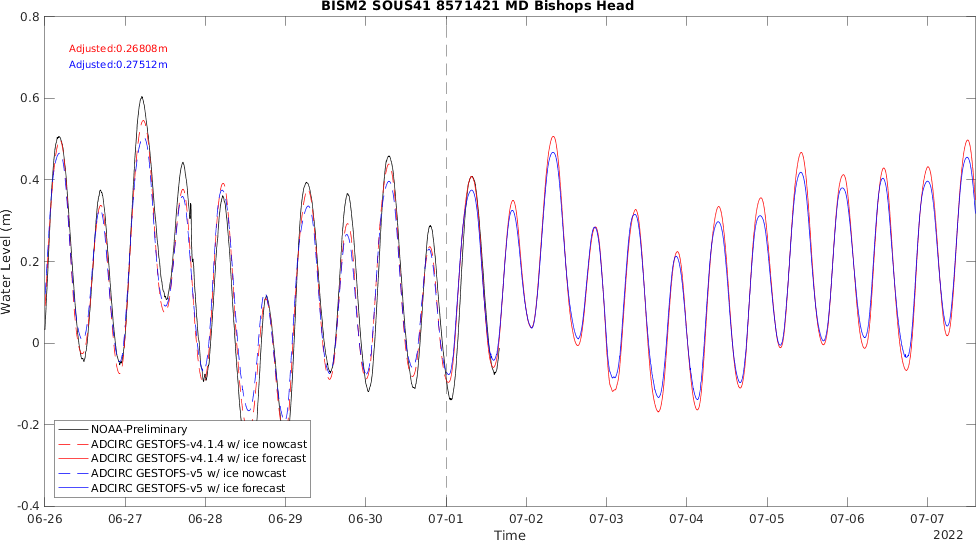 BISM2 SOUS41 8571421 MD Bishops Head
0.8
Adjusted:0.26808m
Adjusted:0.27512m
0.6
0.4
Water Level (m)
0.2
0
-0.2
NOAA-Preliminary
ADCIRC GESTOFS-v4.1.4 w/ ice nowcast
ADCIRC GESTOFS-v4.1.4 w/ ice forecast
ADCIRC GESTOFS-v5 w/ ice nowcast
ADCIRC GESTOFS-v5 w/ ice forecast
-0.4
06-26 06-27 06-28 06-29 06-30 07-01 07-02 07-03 07-04 07-05 07-06 07-07
Time
2022